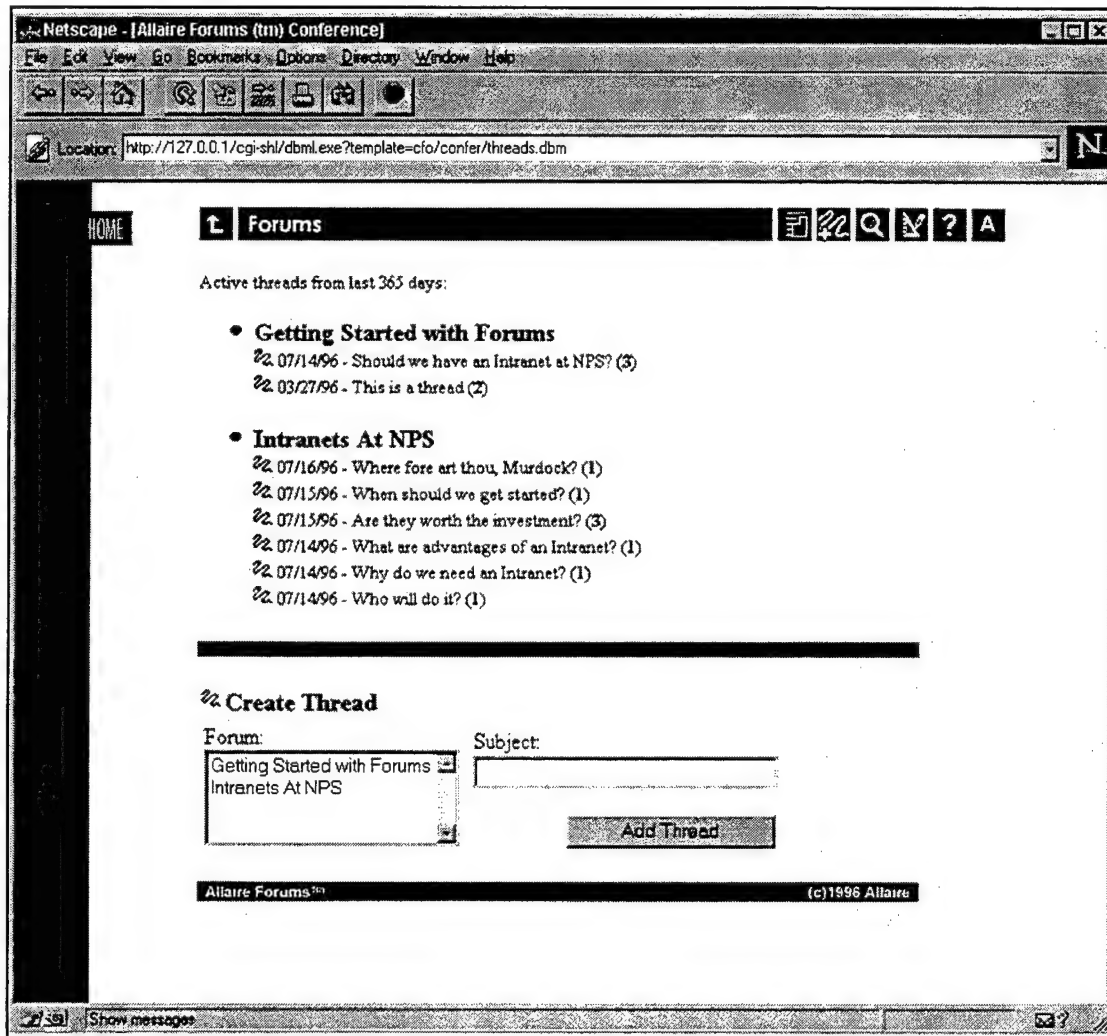 Netscape - [Allaire Forums (tm) Conference]
File Edit View Go Bookmarks Options Directory Window Help
Location: http://127.0.0.1/cgi-shl/dbml.exe?template=cfo/confer/threads.dbm
N
HOME
Forums ? A
Active threads from last 365 days:
Getting Started with Forums
07/14/96 - Should we have an Intranet at NPS? (3)
03/27/96 - This is a thread (2)
Intranets At NPS
07/16/96 - Where fore art thou, Murdock? (1)
07/15/96 - When should we get started? (1)
07/15/96 - Are they worth the investment? (3)
07/14/96 - What are advantages of an Intranet? (1)
07/14/96 - Why do we need an Intranet? (1)
07/14/96 - Who will do it? (1)
Create Thread
Forum:
Subject:
Getting Started with Forums
Intranets At NPS
Add Thread
Allaire Forums tm (c)1996 Allaire
Show messages ?